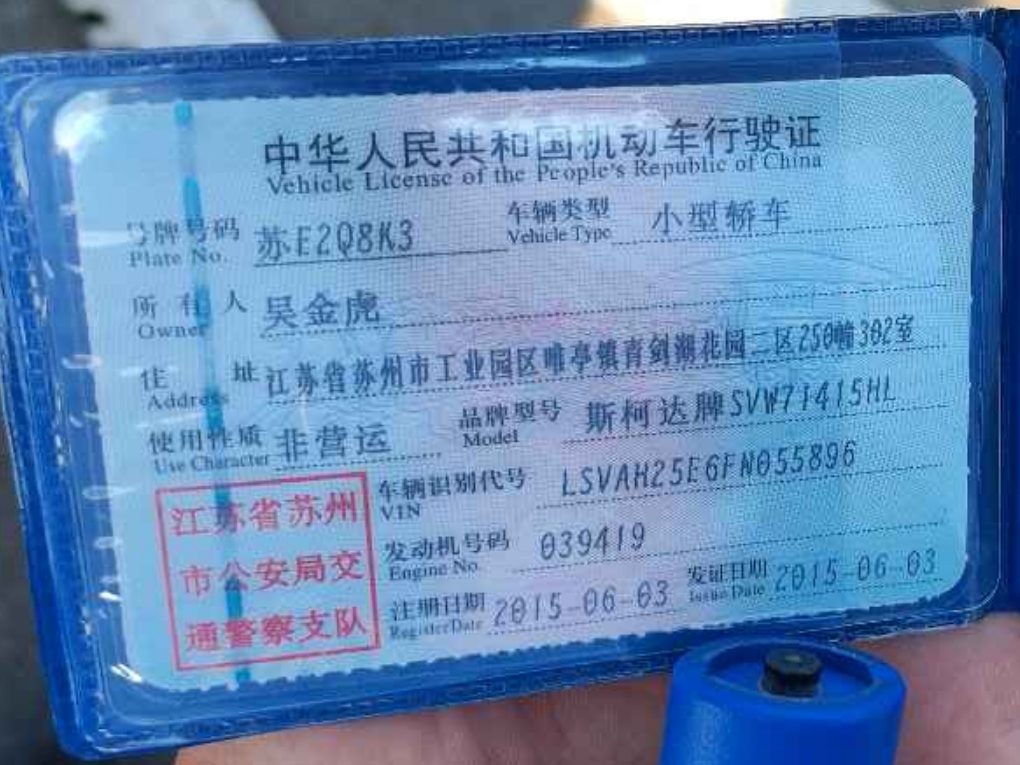 中华人民共和国机动车行驶证
Vehicle License of the People's Republic of China
号牌号码 苏E2Q8K3 车辆类型 小型轿车
Plate No. Vehicle Type
所有人 吴金虎
Owner
住址 江苏省苏州市工业园区唯亭镇青剑湖花园二区250幢302室
Address
使用性质 非营运 品牌型号 斯柯达牌SVW71415HL
Use Character Model
江苏省苏州
市公安局交
通警察支队
车辆识别代号 LSVAH25E6FN055896
VIN
发动机号码 039419
Engine No.
注册日期 2015-06-03 发证日期 2015-06-03
Register Date Issue Date